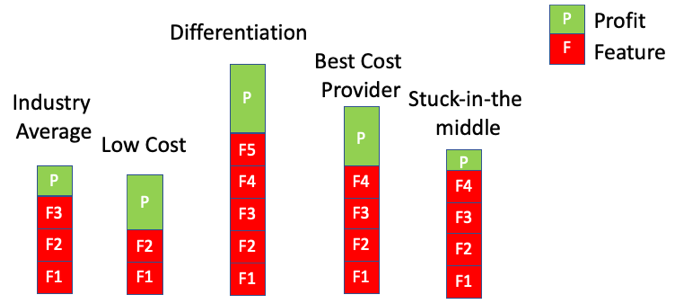 P Profit
F Feature
Differentiation
Best Cost
Provider
Stuck-in-the
middle
Industry
Average
Low Cost
P
F3
F2
F1
P
F2
F1
P
F5
F4
F3
F2
F1
P
F4
F3
F2
F1
P
F4
F3
F2
F1